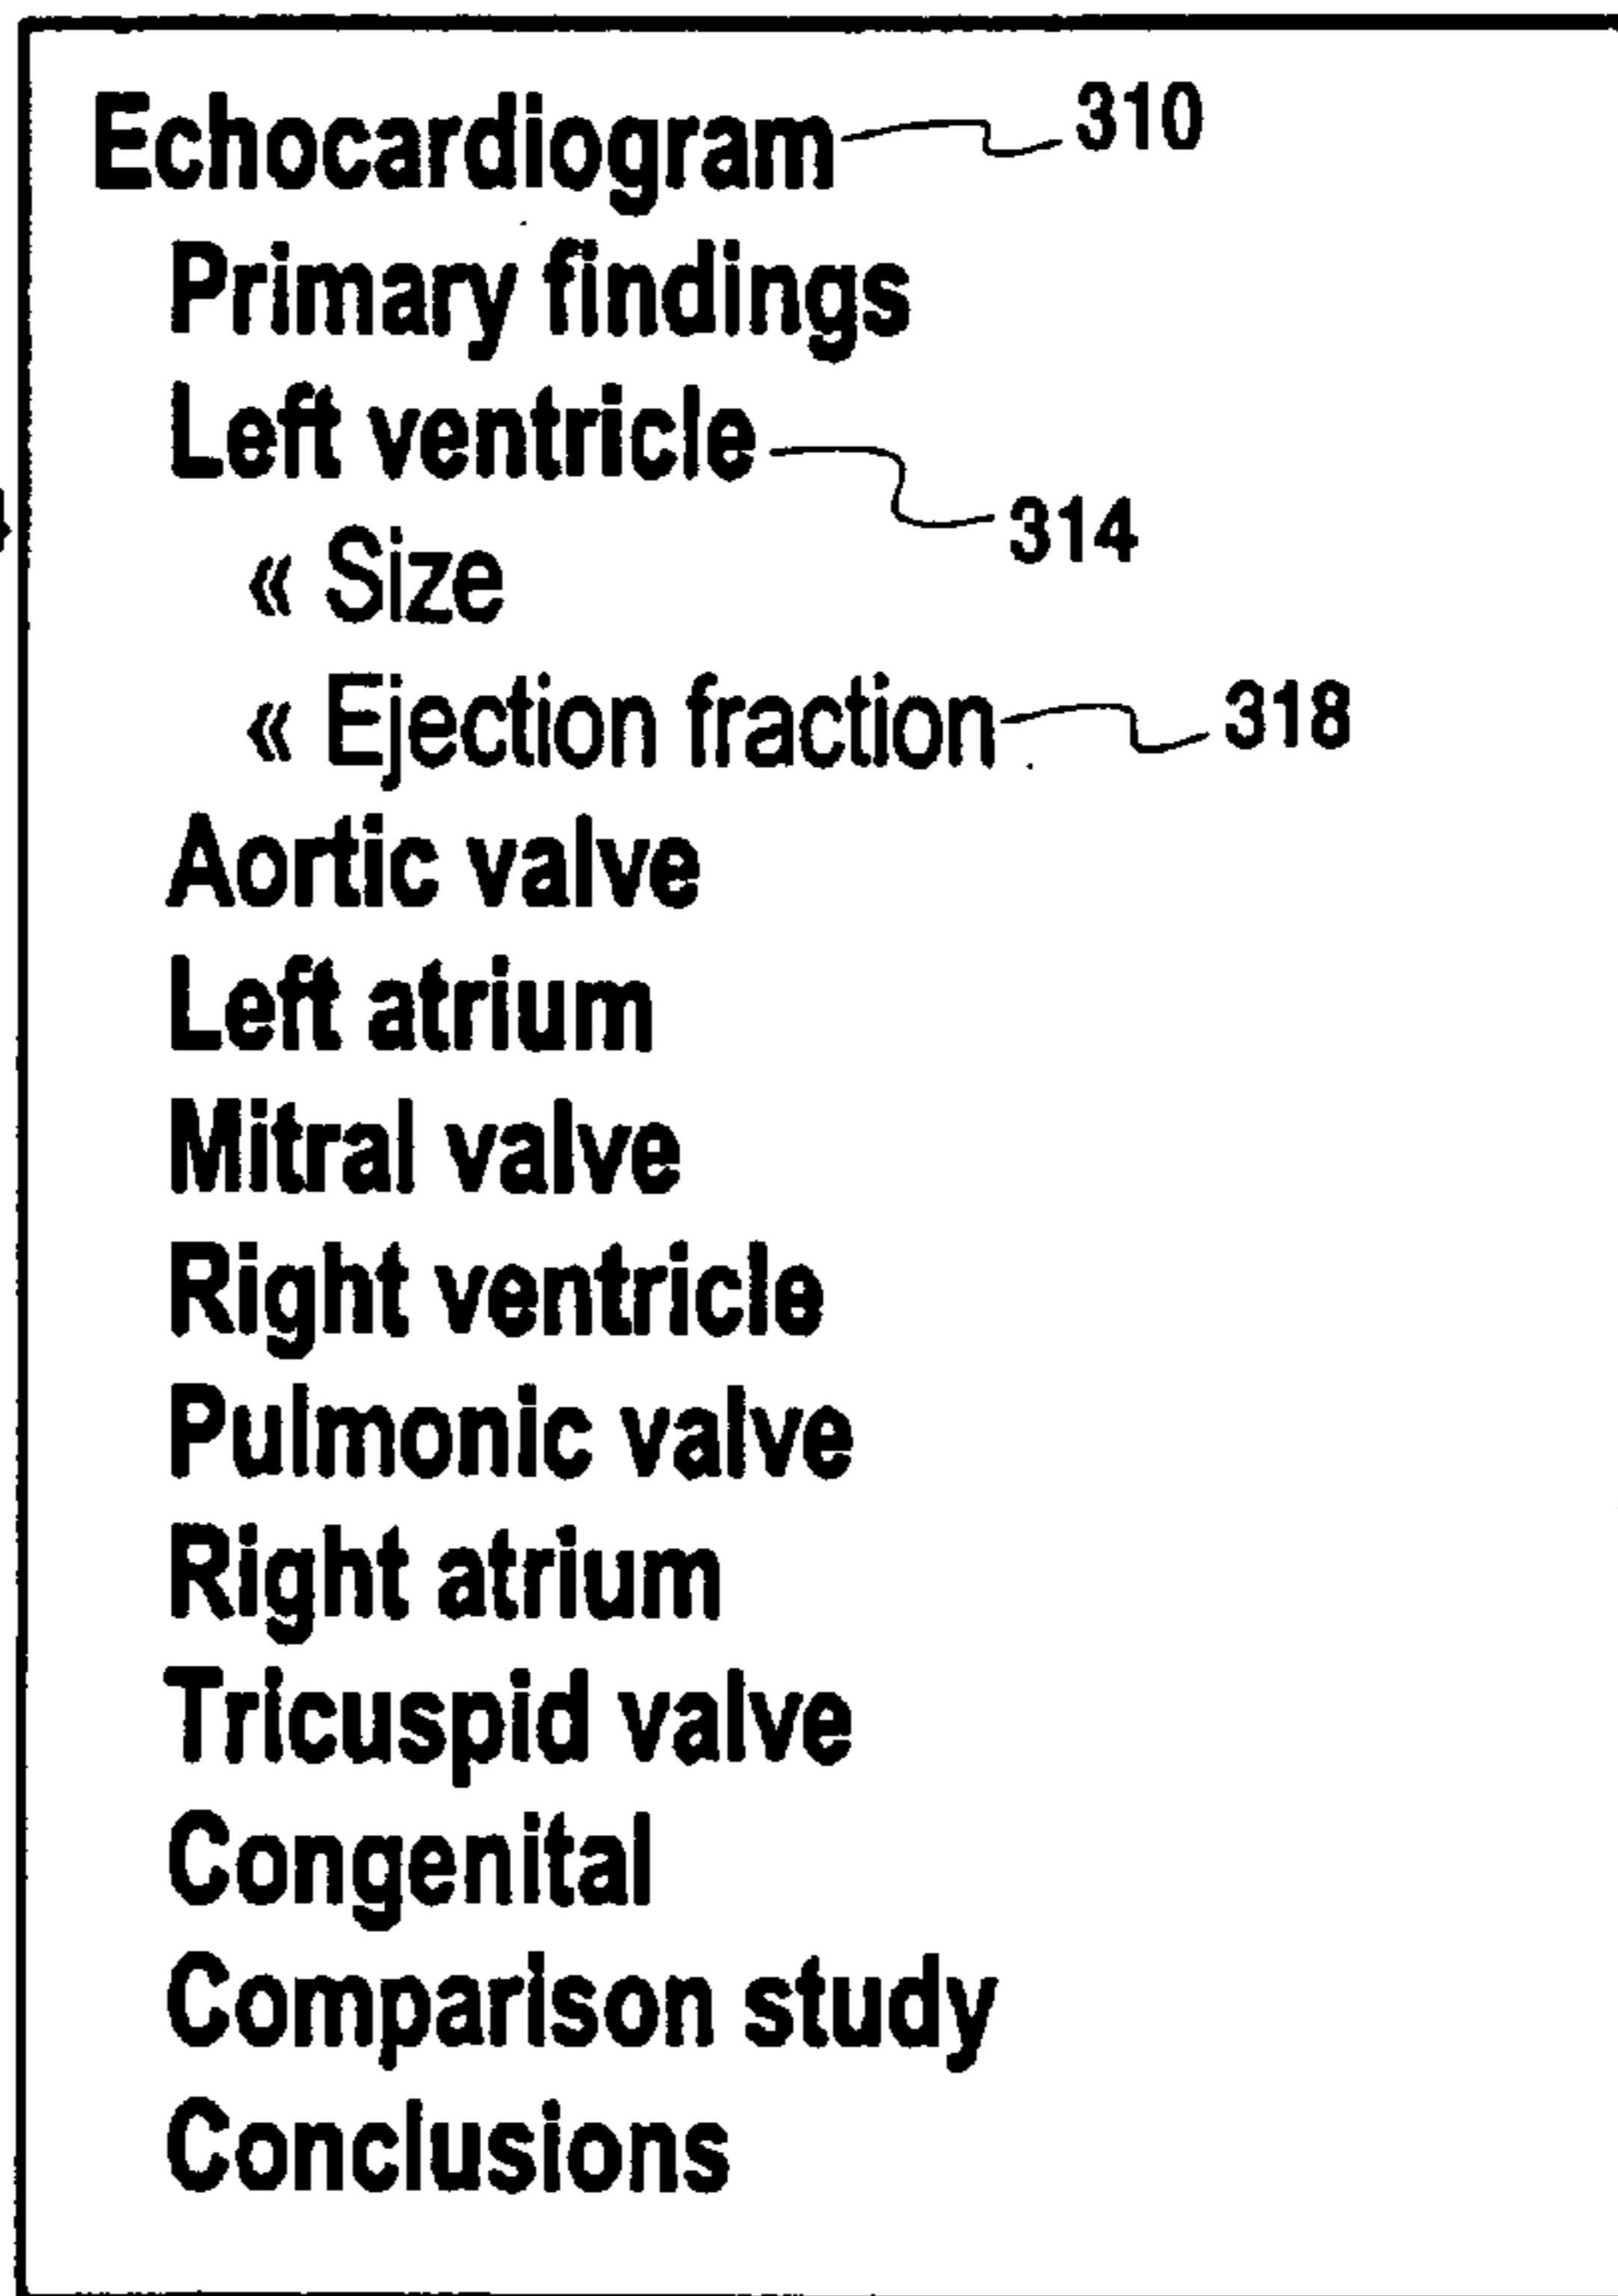 Echocardiogram 310
Primary findings
Left ventricle
314
« Size
« Ejection fraction 318
Aortic valve
Left atrium
Mitral valve
Right ventricle
Pulmonic valve
Right atrium
Tricuspid valve
Congenital
Comparison study
Conclusions